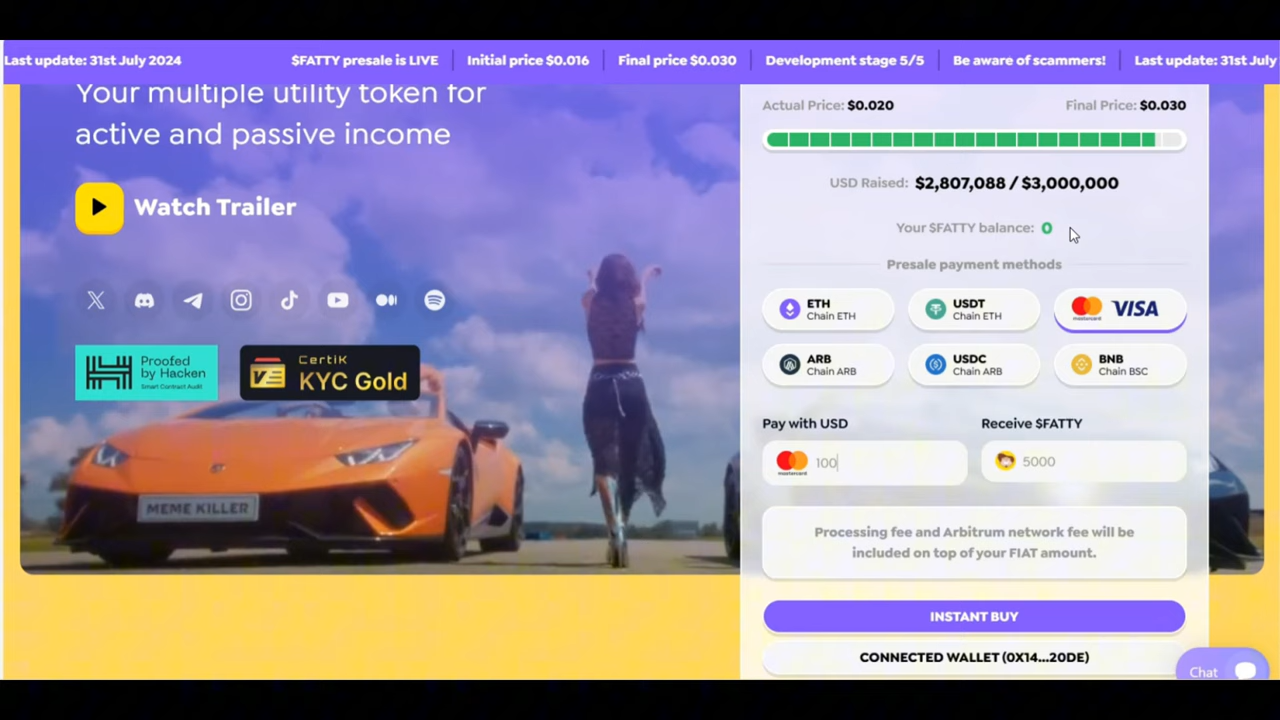 Last update: 31st July 2024 $FATTY presale is LIVE Initial price $0.016 Final price $0.030 Development stage 5/5 Be aware of scammers! Last update: 31st July
Your multiple utility token for
active and passive income
Watch Trailer
Proofed
by Hacken
Smart Contract Audit
CERTIK
KYC Gold
MEME KILLER
Actual Price: $0.020 Final Price: $0.030
USD Raised: $2,807,088 / $3,000,000
Your $FATTY balance: 0
Presale payment methods
ETH
Chain ETH
USDT
Chain ETH
mastercard VISA
ARB
Chain ARB
USDC
Chain ARB
BNB
Chain BSC
Pay with USD Receive $FATTY
mastercard 100 5000
Processing fee and Arbitrum network fee will be
included on top of your FIAT amount.
INSTANT BUY
CONNECTED WALLET (0X14...20DE)
Chat